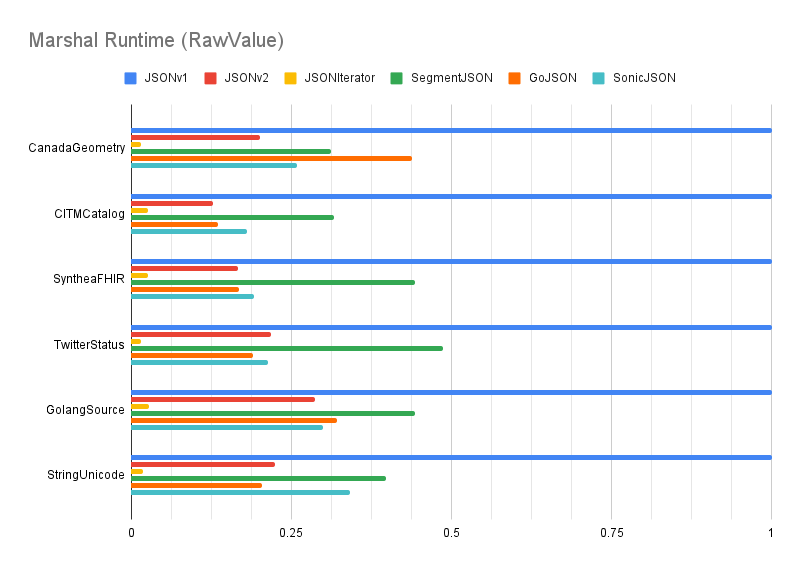 Marshal Runtime (RawValue)
JSONv1 JSONv2 JSONIterator SegmentJSON GoJSON SonicJSON
CanadaGeometry
CITMCatalog
SyntheaFHIR
TwitterStatus
GolangSource
StringUnicode
0 0.25 0.5 0.75 1